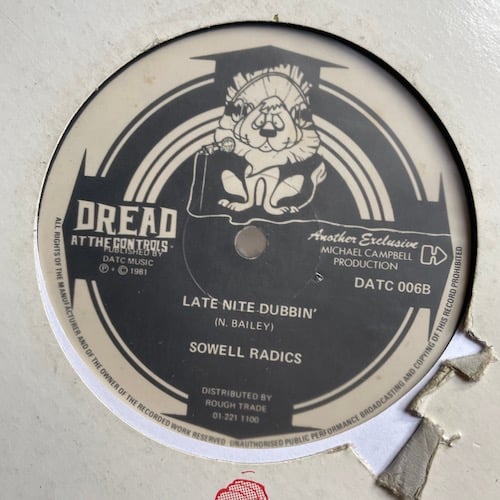 DREAD
AT THE CONTROLS™
PUBLISHED BY
DATC MUSIC
℗ + © 1981
Another Exclusive
MICHAEL CAMPBELL
PRODUCTION
DATC 006B
LATE NITE DUBBIN'
(N. BAILEY)
SOWELL RADICS
DISTRIBUTED BY
ROUGH TRADE
01-221 1100
ALL RIGHTS OF THE MANUFACTURER AND OF THE OWNER OF THE RECORDED WORK RESERVED UNAUTHORISED PUBLIC PERFORMANCE BROADCASTING AND COPYING OF THIS RECORD PROHIBITED